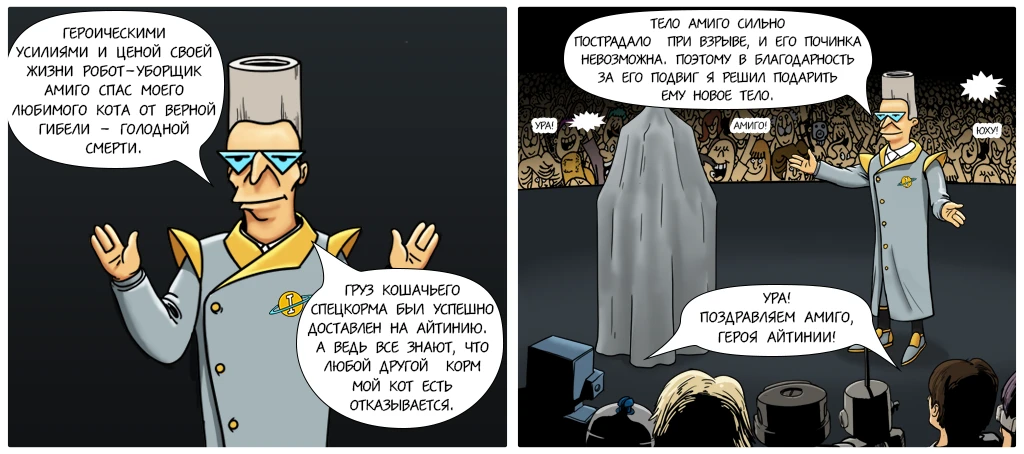 ГЕРОИЧЕСКИМИ
УСИЛИЯМИ И ЦЕНОЙ СВОЕЙ
ЖИЗНИ РОБОТ-УБОРЩИК
АМИГО СПАС МОЕГО
ЛЮБИМОГО КОТА ОТ ВЕРНОЙ
ГИБЕЛИ - ГОЛОДНОЙ
СМЕРТИ.
ГРУЗ КОШАЧЬЕГО
СПЕЦКОРМА БЫЛ УСПЕШНО
ДОСТАВЛЕН НА АЙТИНИЮ.
А ВЕДЬ ВСЕ ЗНАЮТ, ЧТО
ЛЮБОЙ ДРУГОЙ КОРМ
МОЙ КОТ ЕСТЬ
ОТКАЗЫВАЕТСЯ.
ТЕЛО АМИГО СИЛЬНО
ПОСТРАДАЛО ПРИ ВЗРЫВЕ, И ЕГО ПОЧИНКА
НЕВОЗМОЖНА. ПОЭТОМУ В БЛАГОДАРНОСТЬ
ЗА ЕГО ПОДВИГ Я РЕШИЛ ПОДАРИТЬ
ЕМУ НОВОЕ ТЕЛО.
УРА!
АМИГО!
ЮХУ!
УРА!
ПОЗДРАВЛЯЕМ АМИГО,
ГЕРОЯ АЙТИНИИ!